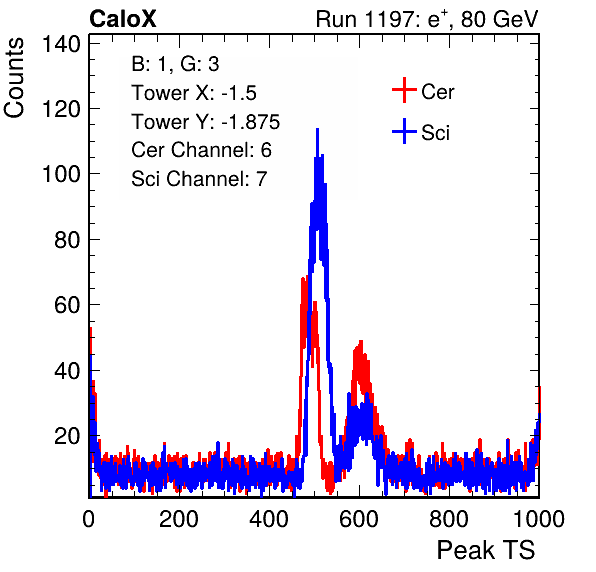 CaloX Run 1197: e⁺, 80 GeV
B: 1, G: 3
Tower X: -1.5
Tower Y: -1.875
Cer Channel: 6
Sci Channel: 7
Cer
Sci
Counts
140
120
100
80
60
40
20
0 200 400 600 800 1000
Peak TS